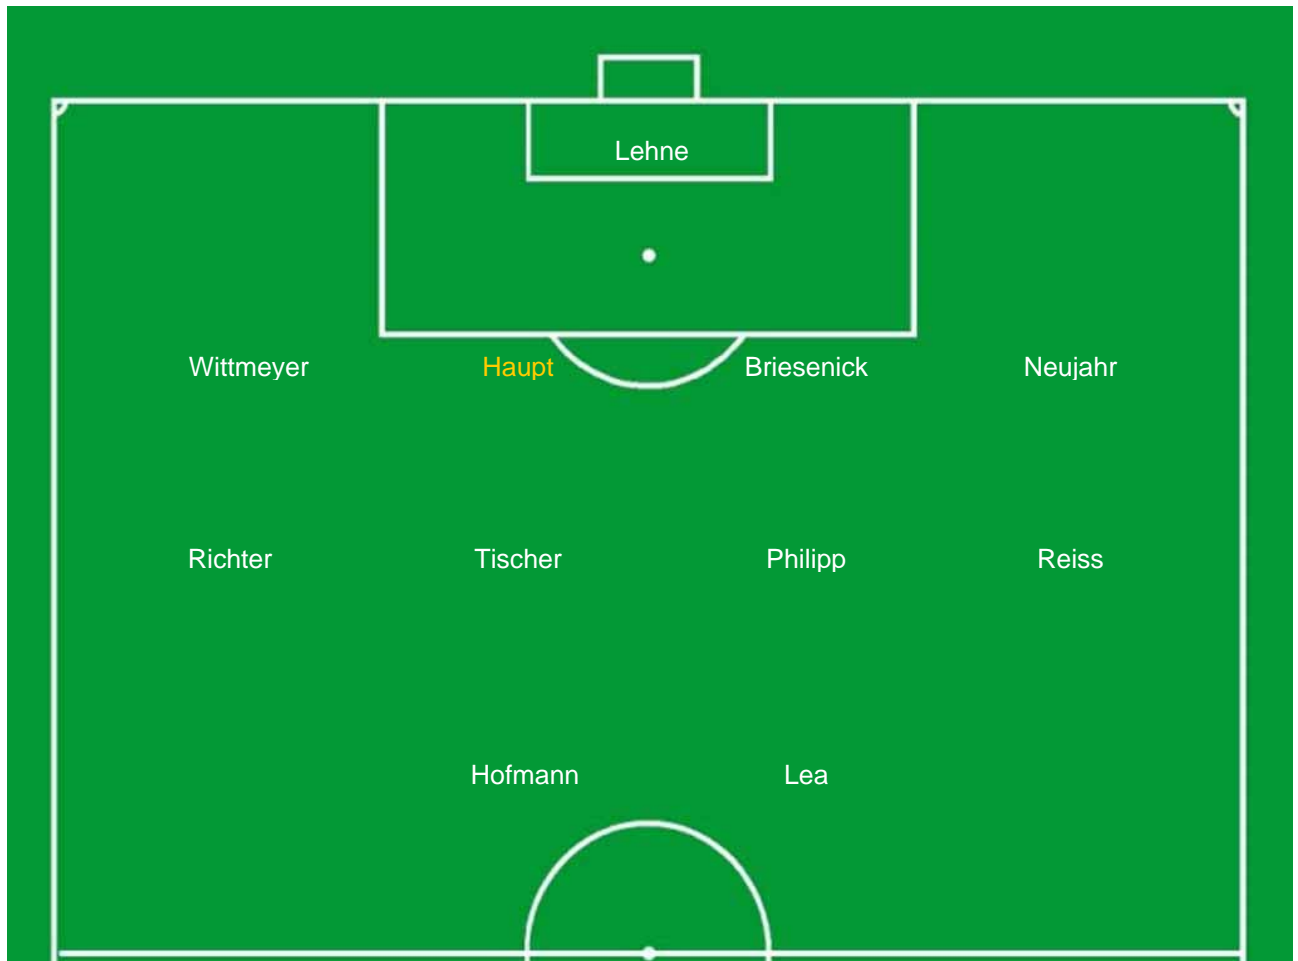 Lehne
Wittmeyer Haupt Briesenick Neujahr
Richter Tischer Philipp Reiss
Hofmann Lea